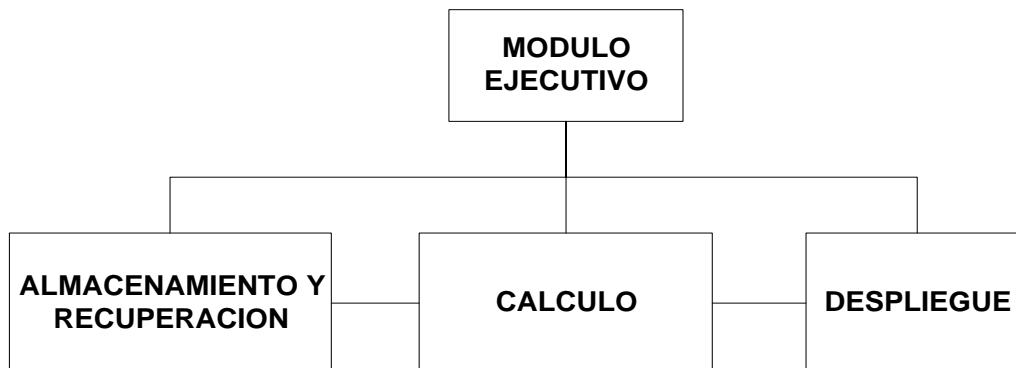 MODULO
EJECUTIVO
ALMACENAMIENTO Y
RECUPERACION
CALCULO
DESPLIEGUE